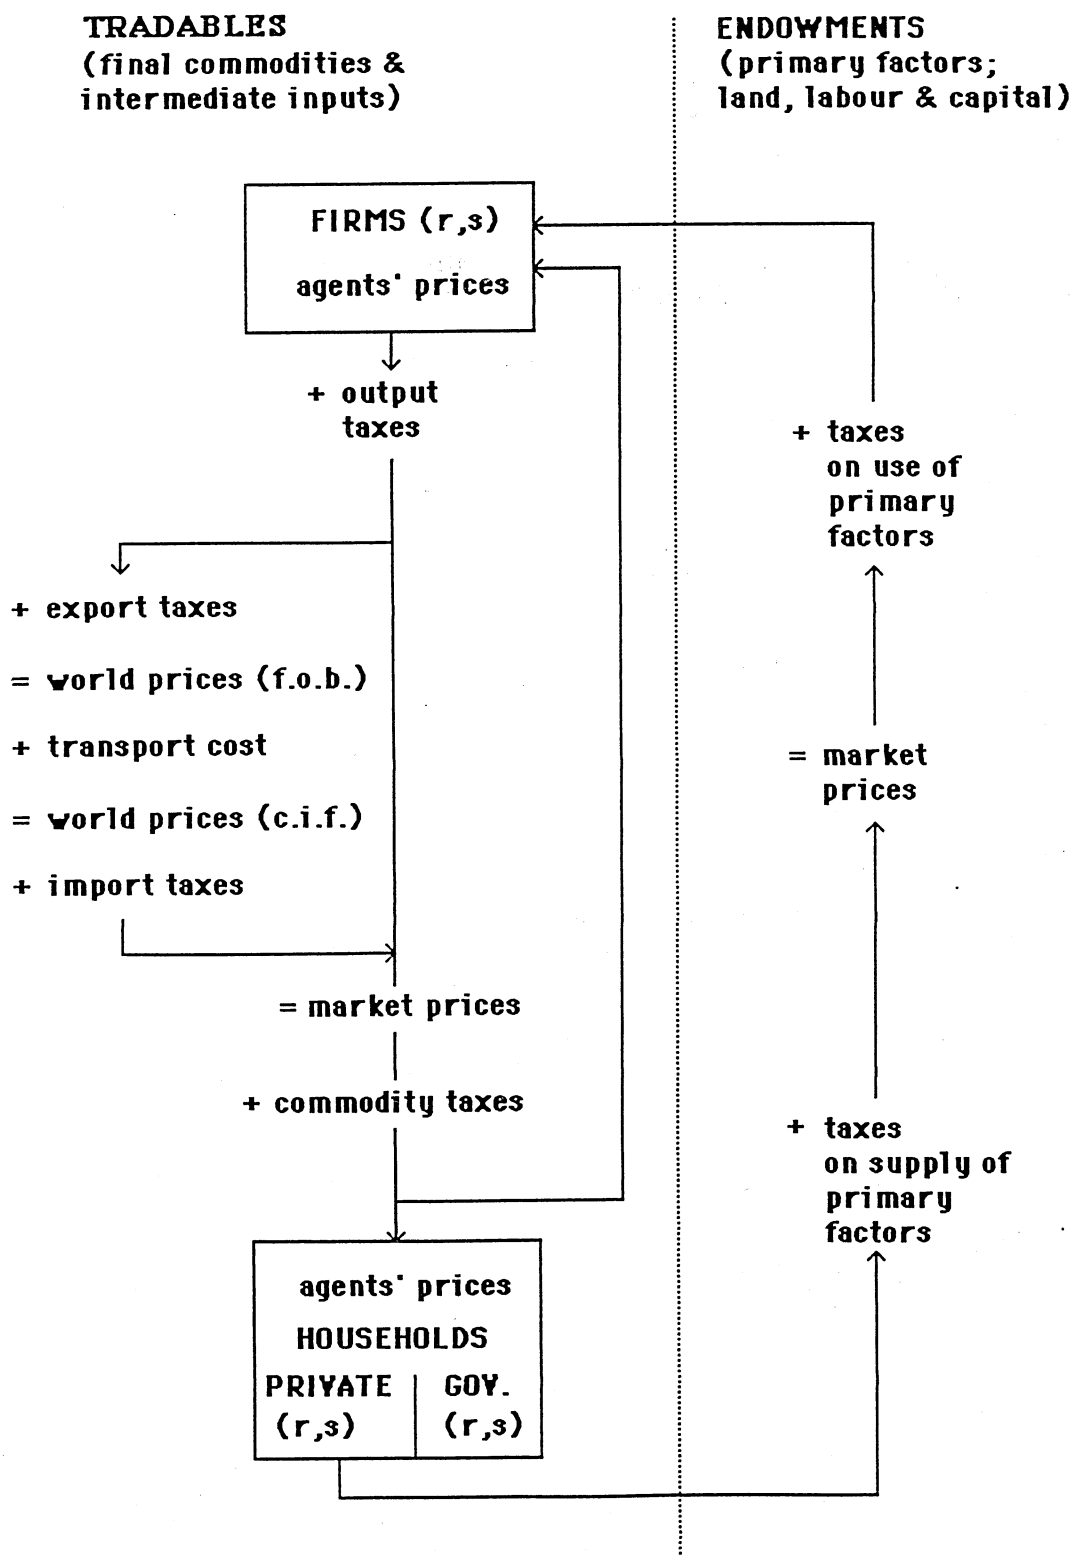 TRADABLES
(final commodities &
intermediate inputs)
ENDOWMENTS
(primary factors;
land, labour & capital)
FIRMS (r,s)
agents' prices
+ output
taxes
+ export taxes
= world prices (f.o.b.)
+ transport cost
= world prices (c.i.f.)
+ import taxes
= market prices
+ commodity taxes
agents' prices
HOUSEHOLDS
PRIVATE
(r,s)
GOV.
(r,s)
+ taxes
on use of
primary
factors
= market
prices
+ taxes
on supply of
primary
factors